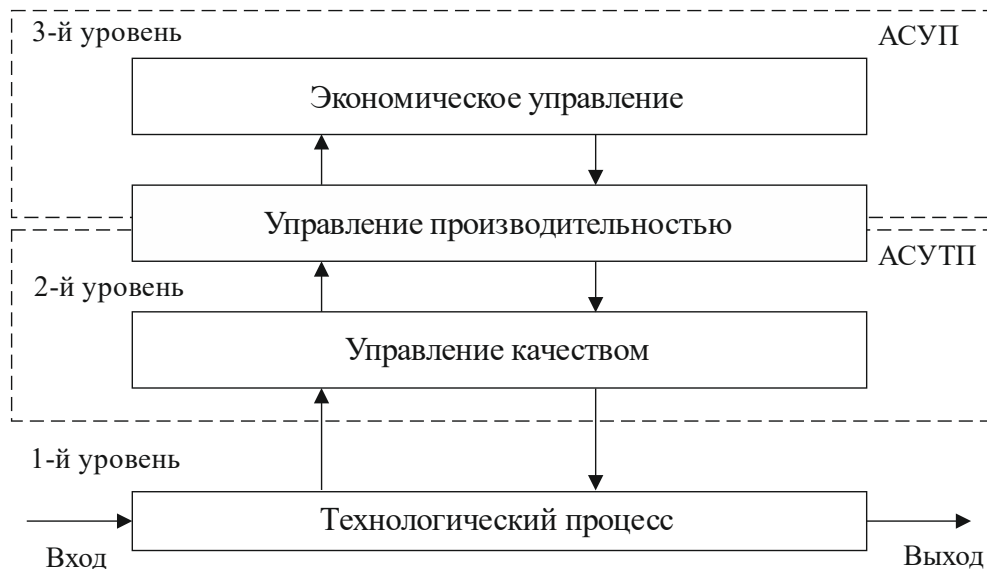 3-й уровень
АСУП
Экономическое управление
Управление производительностью
АСУТП
2-й уровень
Управление качеством
1-й уровень
Технологический процесс
Вход
Выход